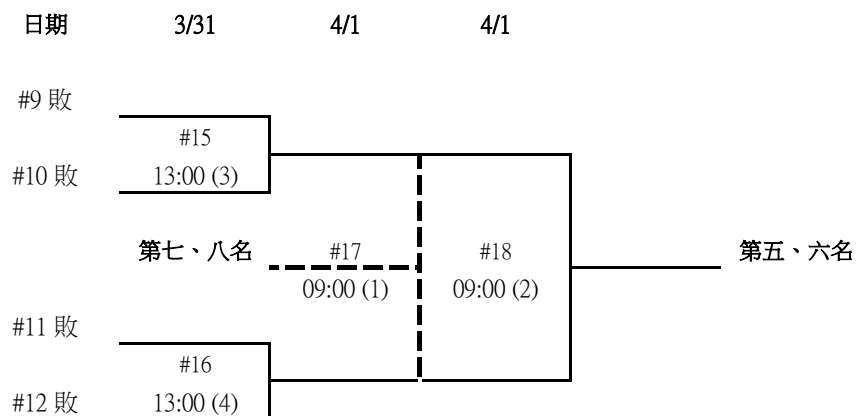 日期 3/31 4/1 4/1
#9 敗
#15
#10 敗 13:00 (3)
第七、八名 #17 #18 第五、六名
09:00 (1) 09:00 (2)
#11 敗
#16
#12 敗 13:00 (4)